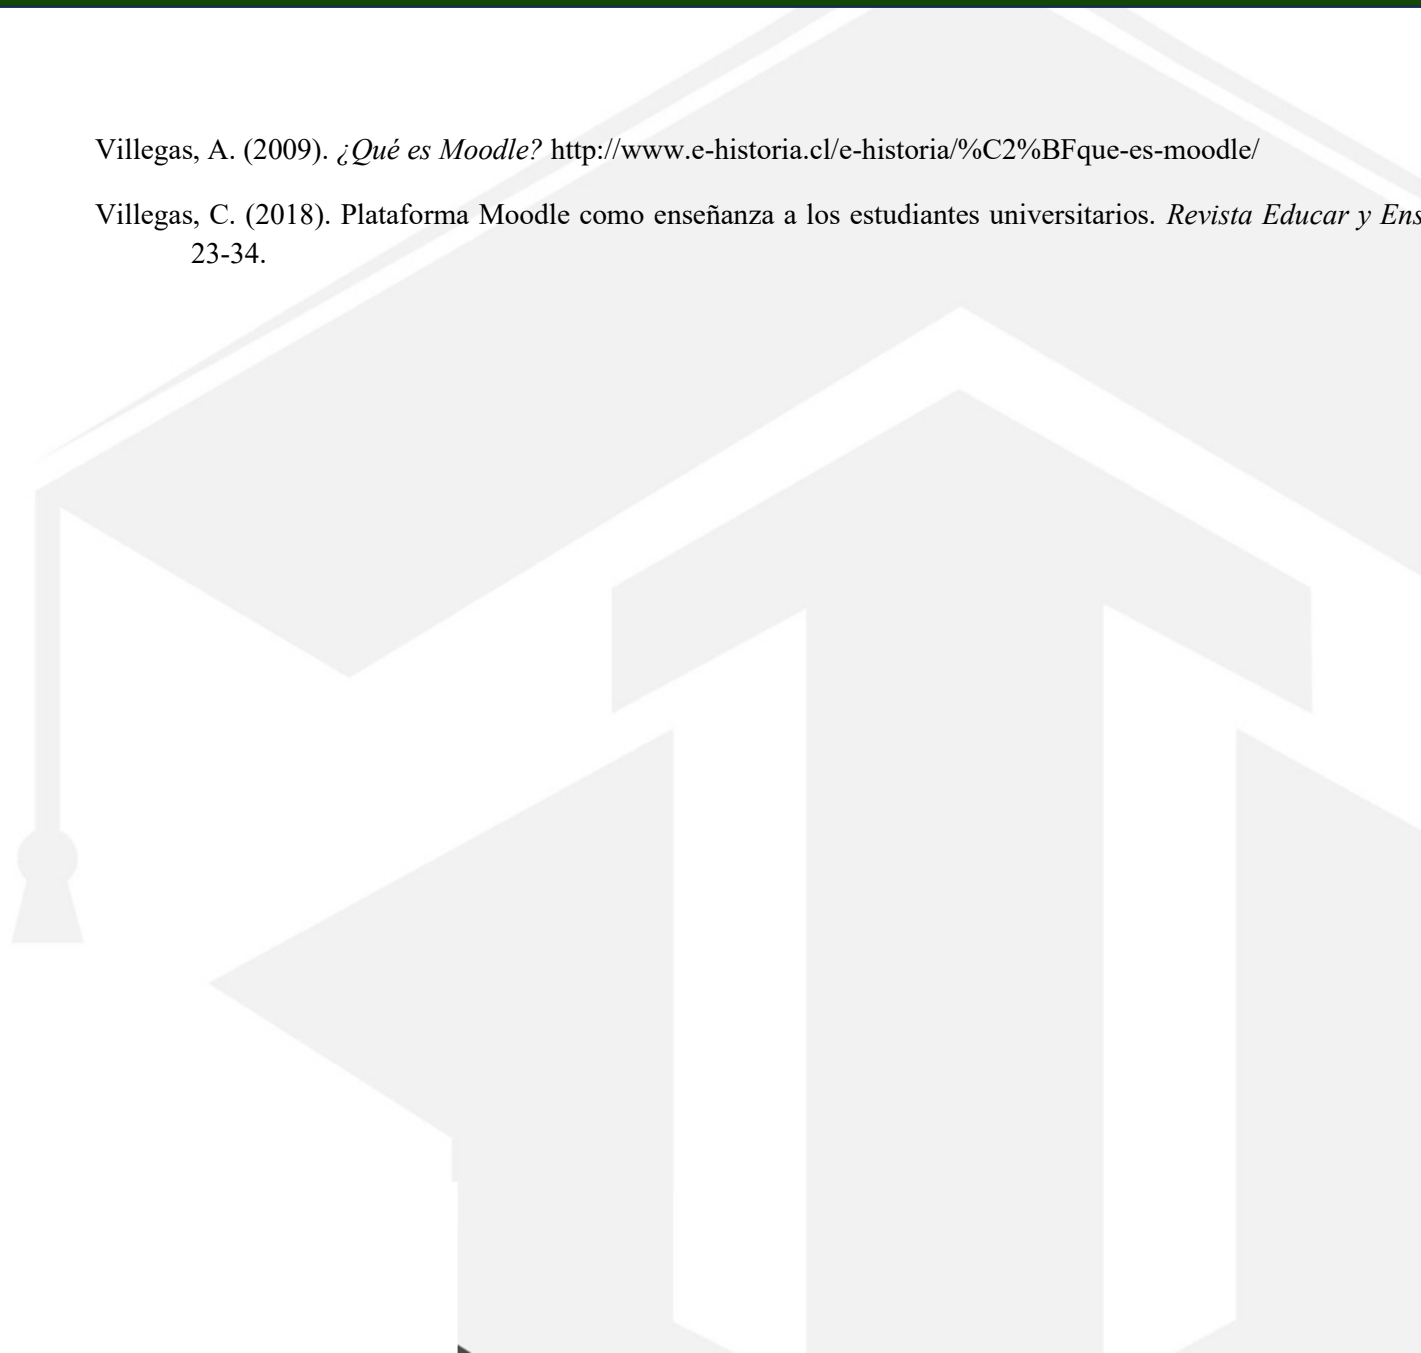 Villegas, A. (2009). ¿Qué es Moodle? http://www.e-historia.cl/e-historia/%C2%BFque-es-moodle/
Villegas, C. (2018). Plataforma Moodle como enseñanza a los estudiantes universitarios. Revista Educar y Ens
23-34.